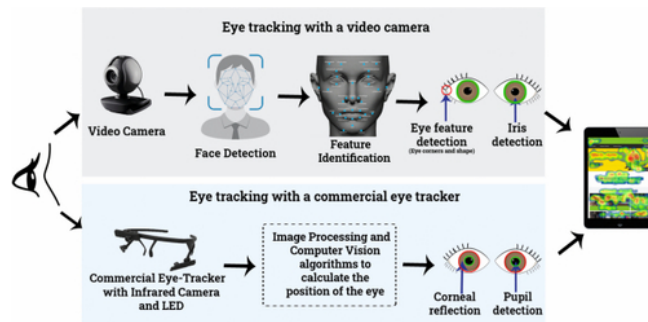 Eye tracking with a video camera
Video Camera
Face Detection
Feature
Identification
Eye feature
detection
(Eye corners and shape)
Iris
detection
Eye tracking with a commercial eye tracker
Commercial Eye-Tracker
with Infrared Camera
and LED
Image Processing and
Computer Vision
algorithms to
calculate the
position of the eye
Corneal
reflection
Pupil
detection